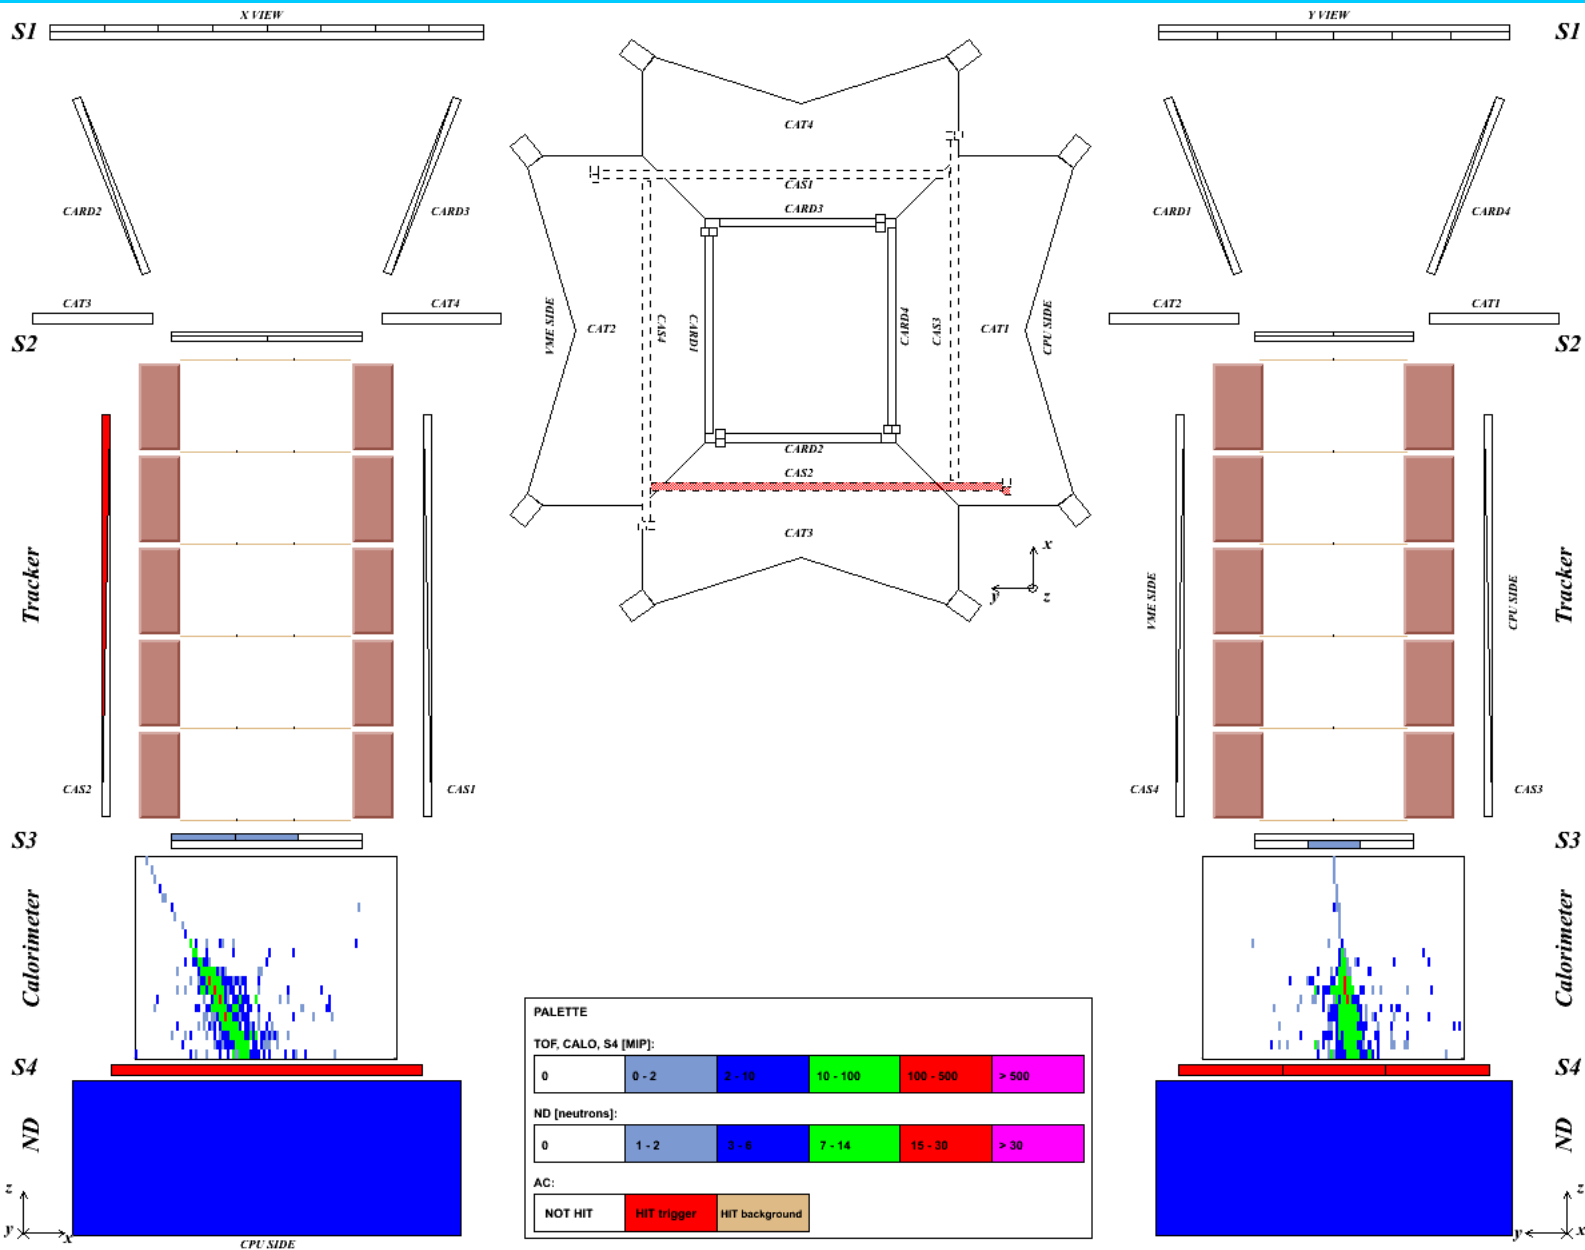 X VIEW
Y VIEW
S1
S1
CAT4
CARD2
CARD3
CAS1
CARD3
CARD1
CARD4
CAT3
CAT4
CAT2
CAT1
S2
S2
VME SIDE
CAT2
CAS4
CARD1
CARD4
CAS3
CAT1
CPU SIDE
CARD2
CAS2
CAT3
x
y
z
Tracker
VME SIDE
CPU SIDE
Tracker
CAS2
CAS1
CAS4
CAS3
S3
S3
Calorimeter
Calorimeter
PALETTE
TOF, CALO, S4 [MIP]:
0
0 - 2
2 - 10
10 - 100
100 - 500
> 500
S4
S4
ND [neutrons]:
0
1 - 2
3 - 6
7 - 14
15 - 30
> 30
ND
ND
AC:
NOT HIT
HIT trigger
HIT background
z
y
x
z
y
x
CPU SIDE